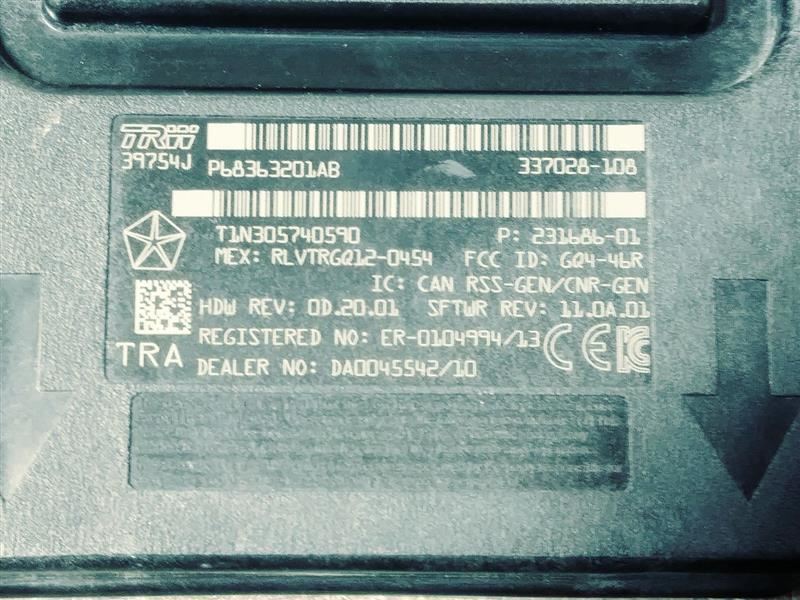 TRW
39754J P68363201AB 337028-108
T1N305740590 P: 231686-01
MEX: RLVTRGQ12-0454 FCC ID: GQ4-46R
IC: CAN RSS-GEN/CNR-GEN
HDW REV: 0D.20.01 SFTWR REV: 11.0A.01
REGISTERED NO: ER-0104994/13
TRA DEALER NO: DA0045542/10
CE